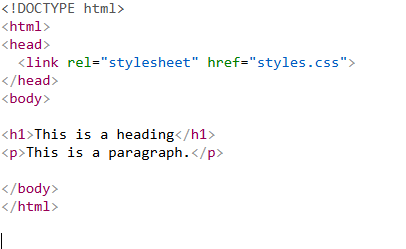 <!DOCTYPE html>
<html>
<head>
  <link rel="stylesheet" href="styles.css">
</head>
<body>

<h1>This is a heading</h1>
<p>This is a paragraph.</p>

</body>
</html>